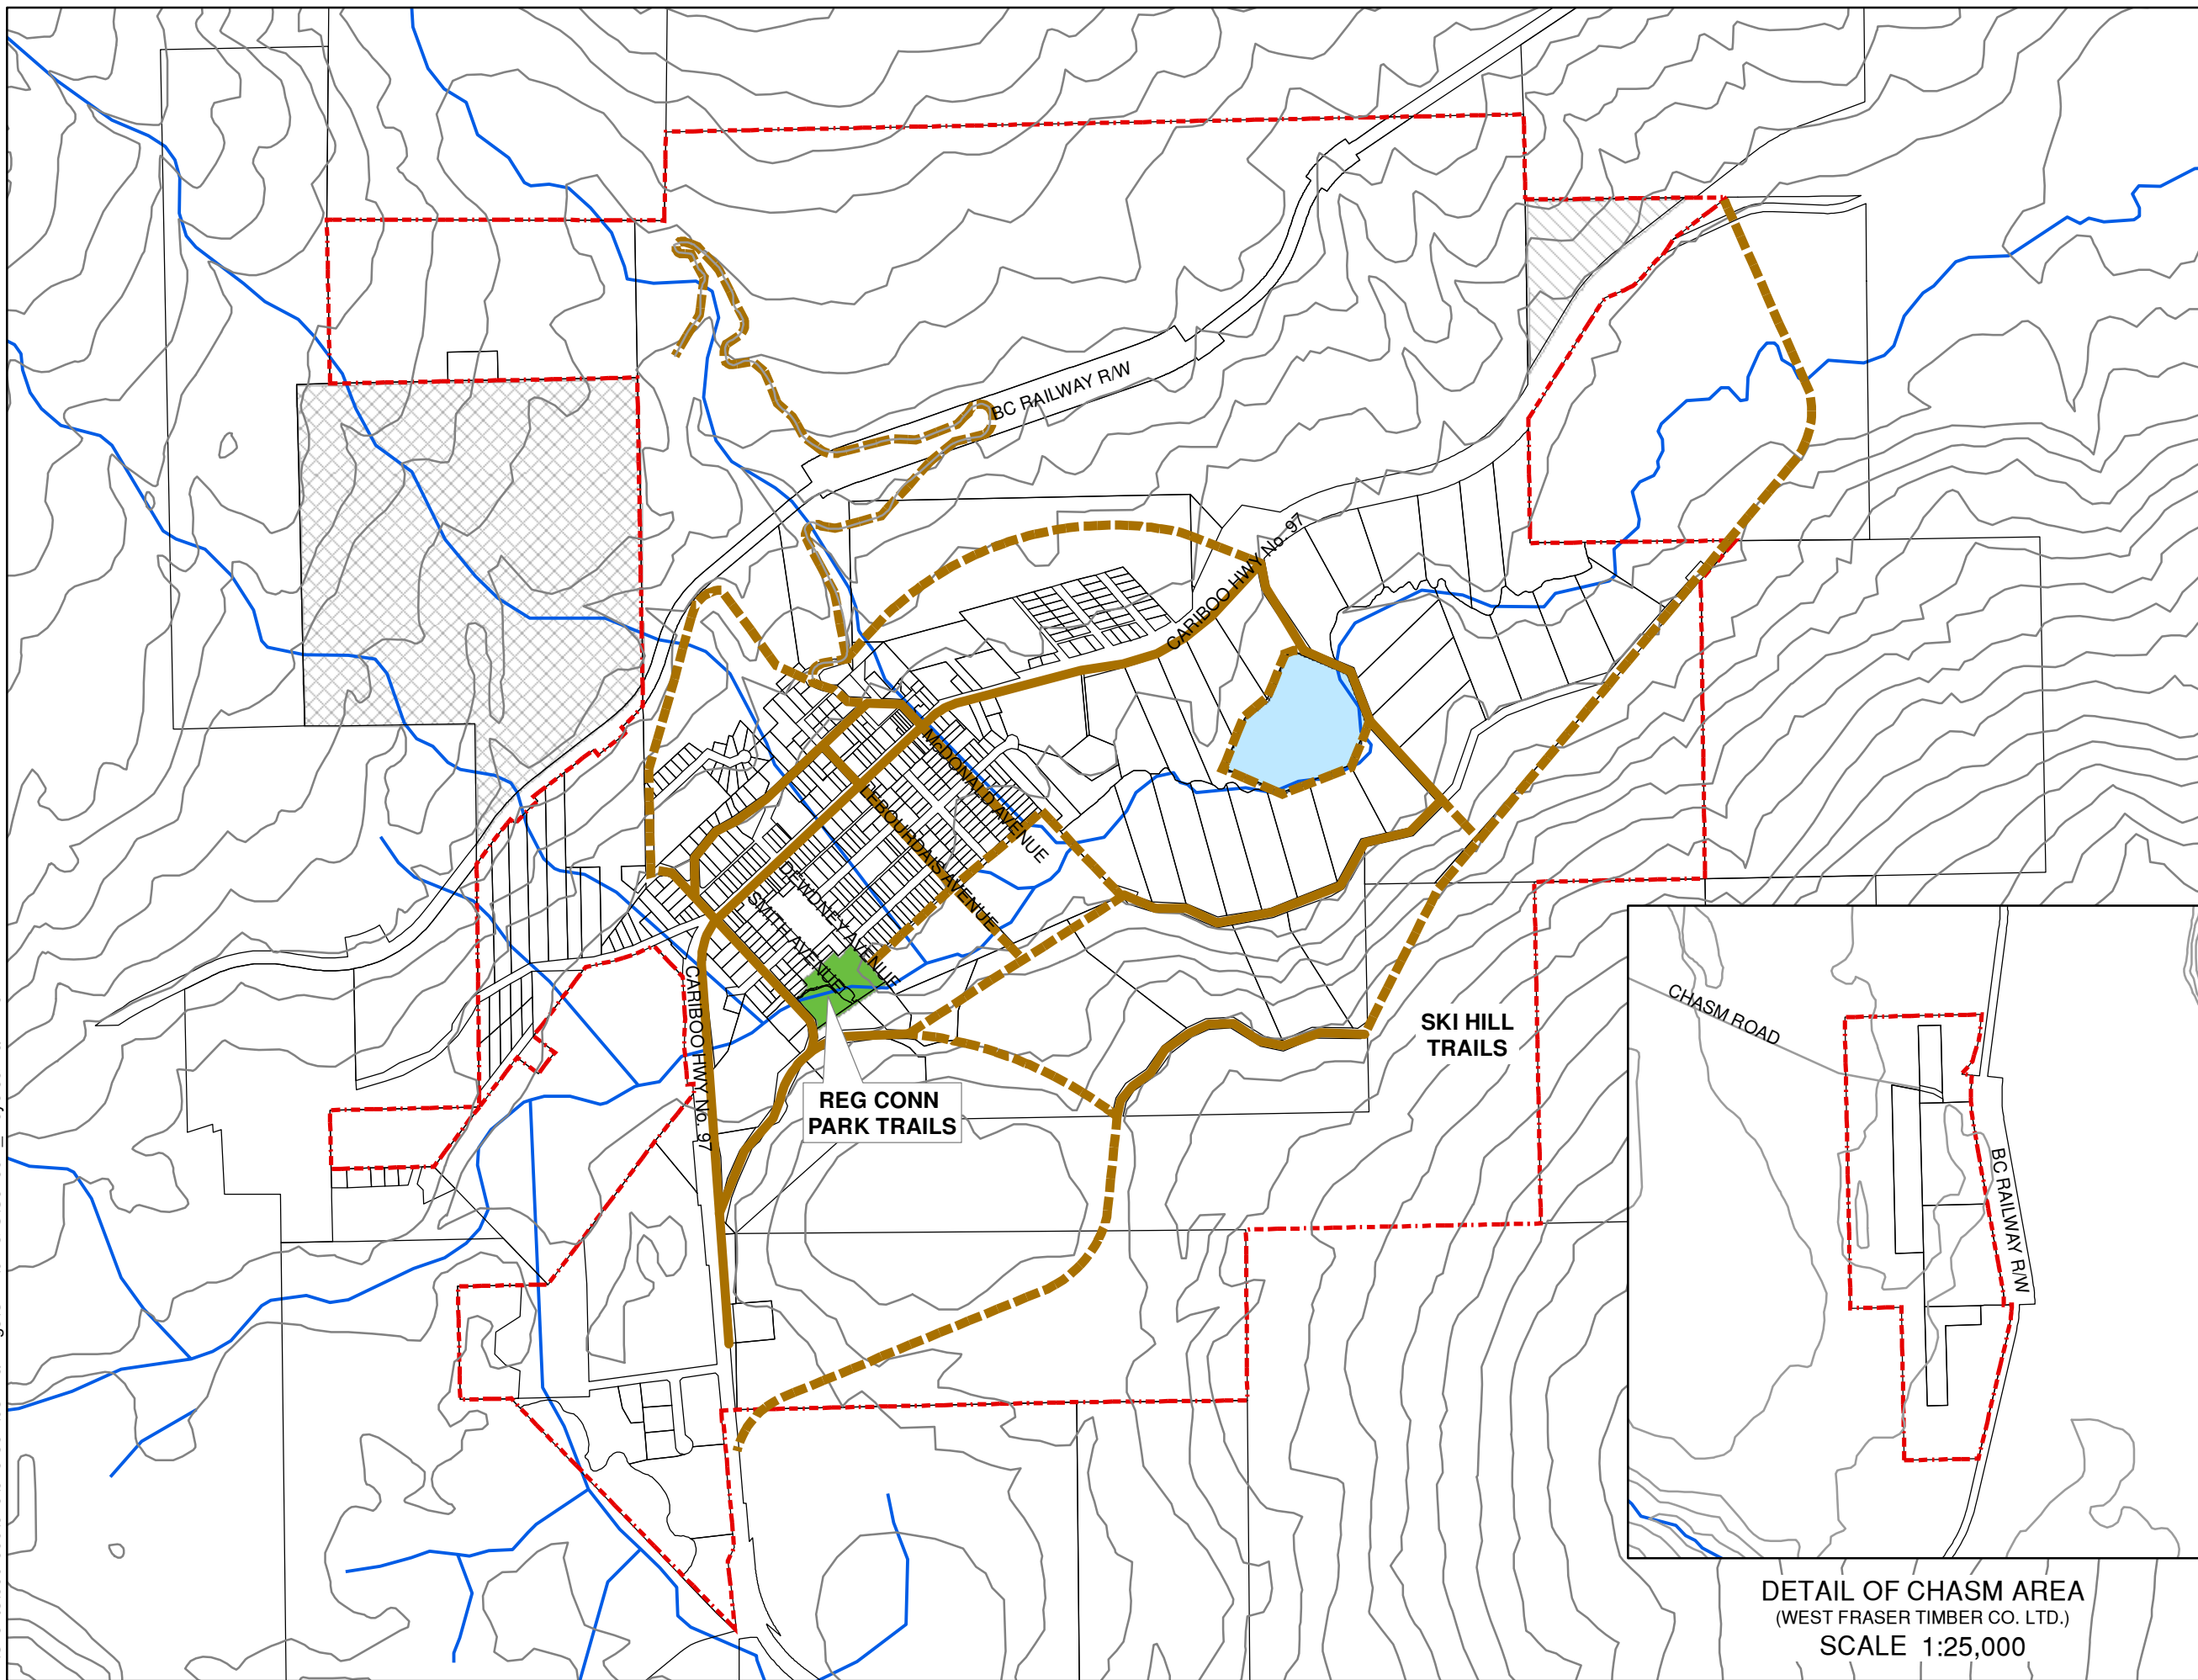 BC RAILWAY R/W
CARIBOO HWY No. 97
McDONALD AVENUE
LEBOURDAIS AVENUE
DEWDNEY AVENUE
SMITH AVENUE
CARIBOO HWY No. 97
REG CONN
PARK TRAILS
SKI HILL
TRAILS
CHASM ROAD
BC RAILWAY R/W
DETAIL OF CHASM AREA
(WEST FRASER TIMBER CO. LTD.)
SCALE 1:25,000